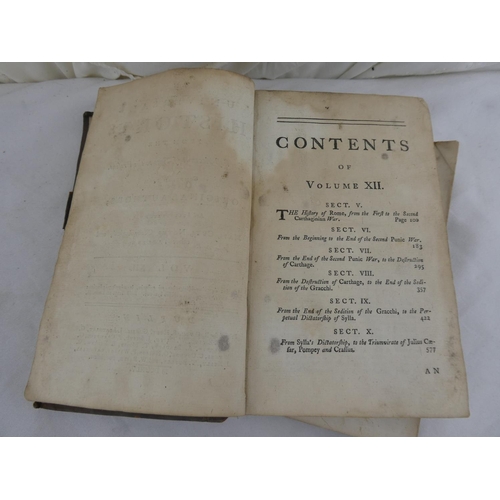 CONTENTS
OF
VOLUME XII.
SECT. V.
THE History of Rome, from the First to the Second
Carthaginian War. Page 100
SECT. VI.
From the Beginning to the End of the Second Punic War.
183
SECT. VII.
From the End of the Second Punic War, to the Destruction
of Carthage. 295
SECT. VIII.
From the Destruction of Carthage, to the End of the Sedi-
tion of the Gracchi. 367
SECT. IX.
From the End of the Sedition of the Gracchi, to the Per-
petual Dictatorship of Sylla. 422
SECT. X.
From Sylla's Dictatorship, to the Triumvirate of Julius Cæ-
sar, Pompey and Crassus. 577
AN